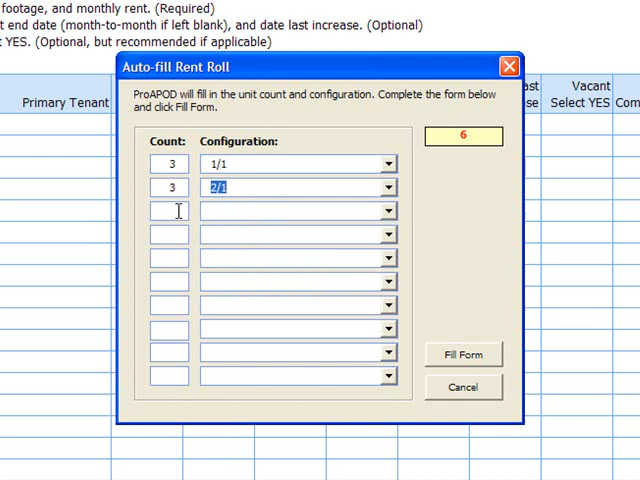 footage, and monthly rent. (Required)
t end date (month-to-month if left blank), and date last increase. (Optional)
t YES. (Optional, but recommended if applicable)
Auto-fill Rent Roll
ProAPOD will fill in the unit count and configuration. Complete the form below
and click Fill Form.
Primary Tenant
ast
se
Vacant
Select YES
Com
Count: Configuration:
6
3 1/1
3 2/1
Fill Form
Cancel